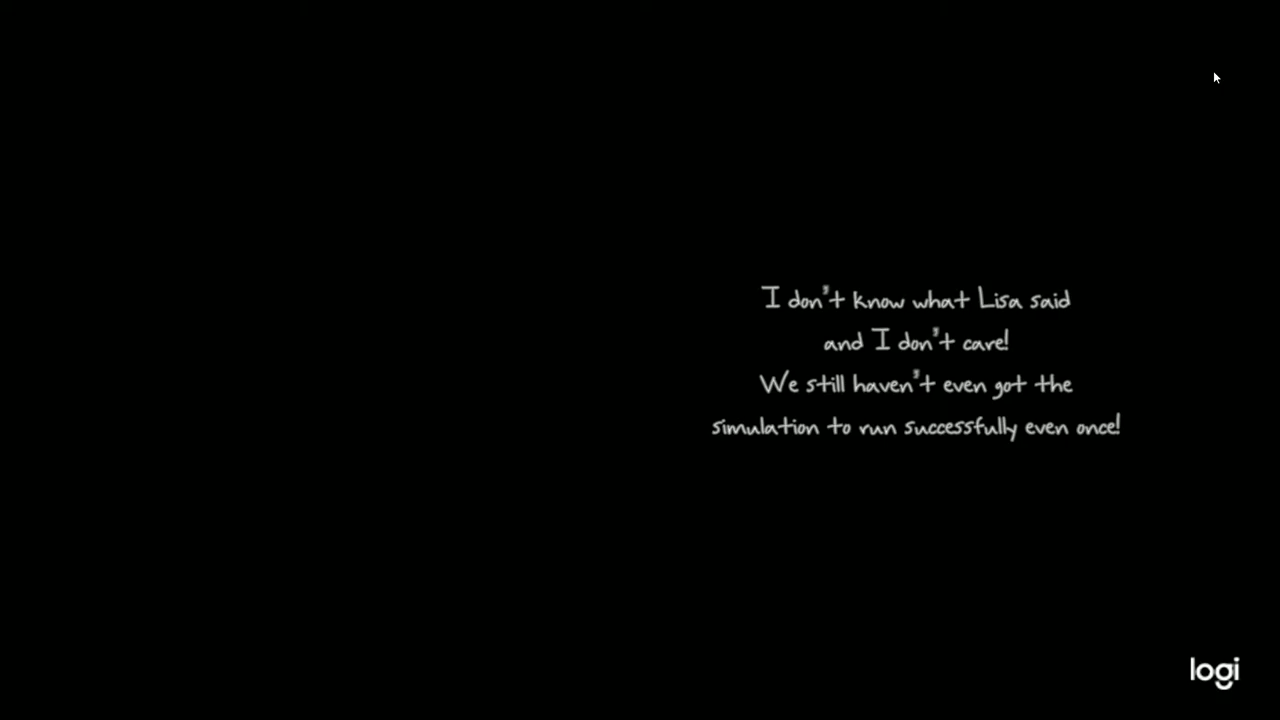 I don't know what Lisa said
and I don't care!
We still haven't even got the
simulation to run successfully even once!
logi